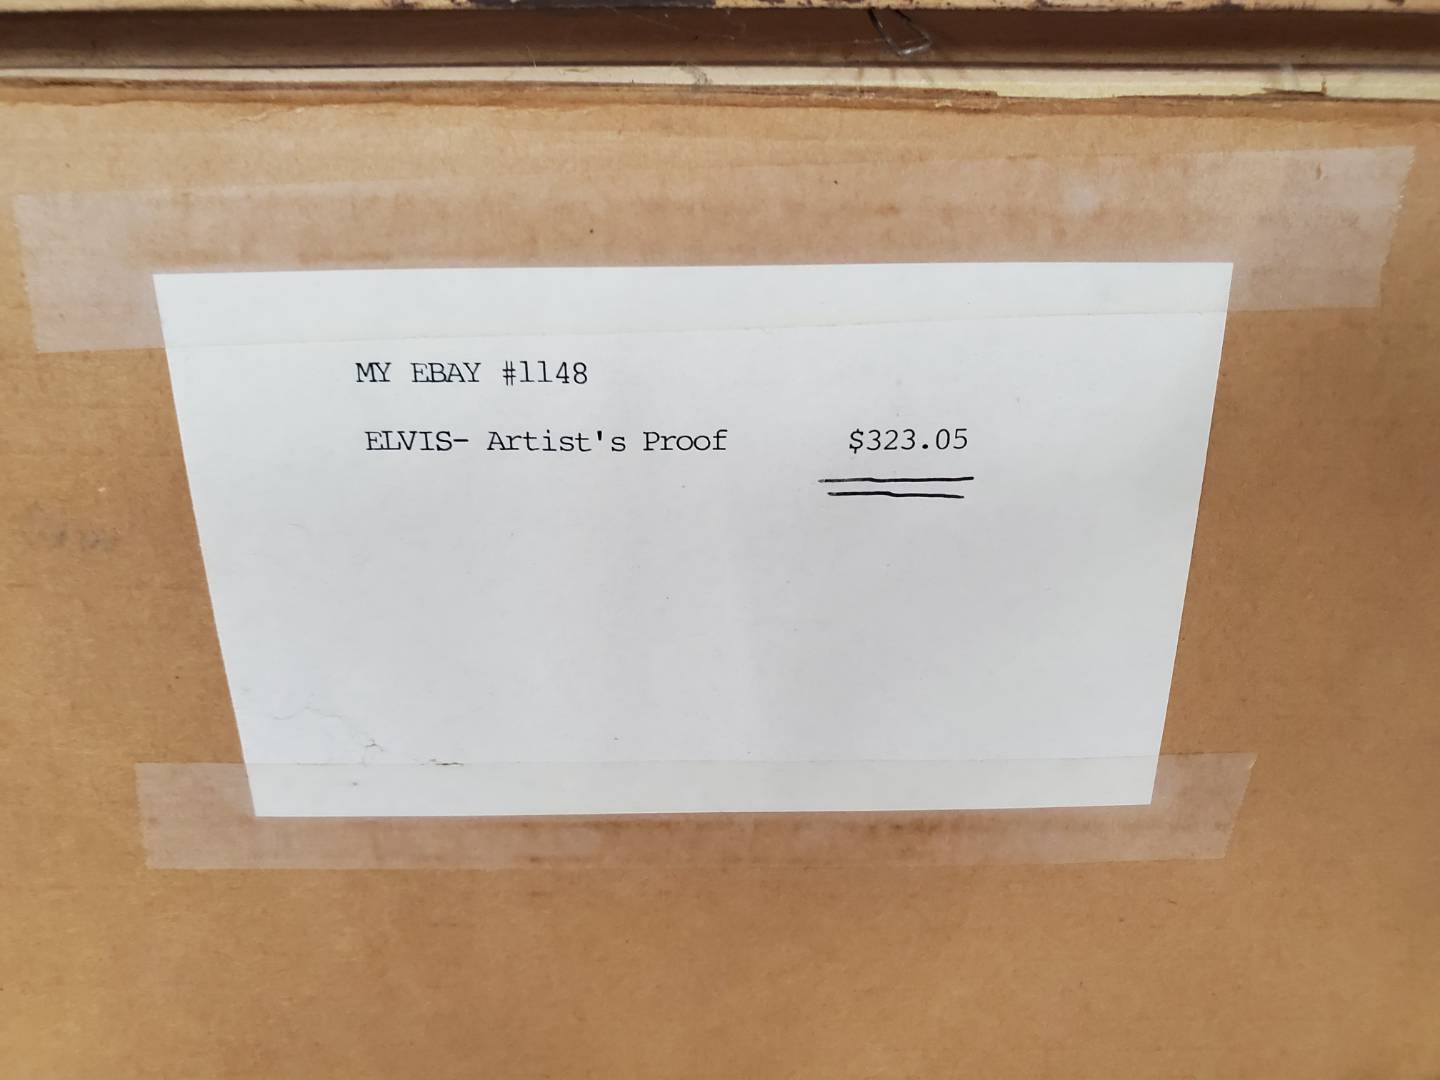 MY EBAY #1148
ELVIS- Artist's Proof $323.05